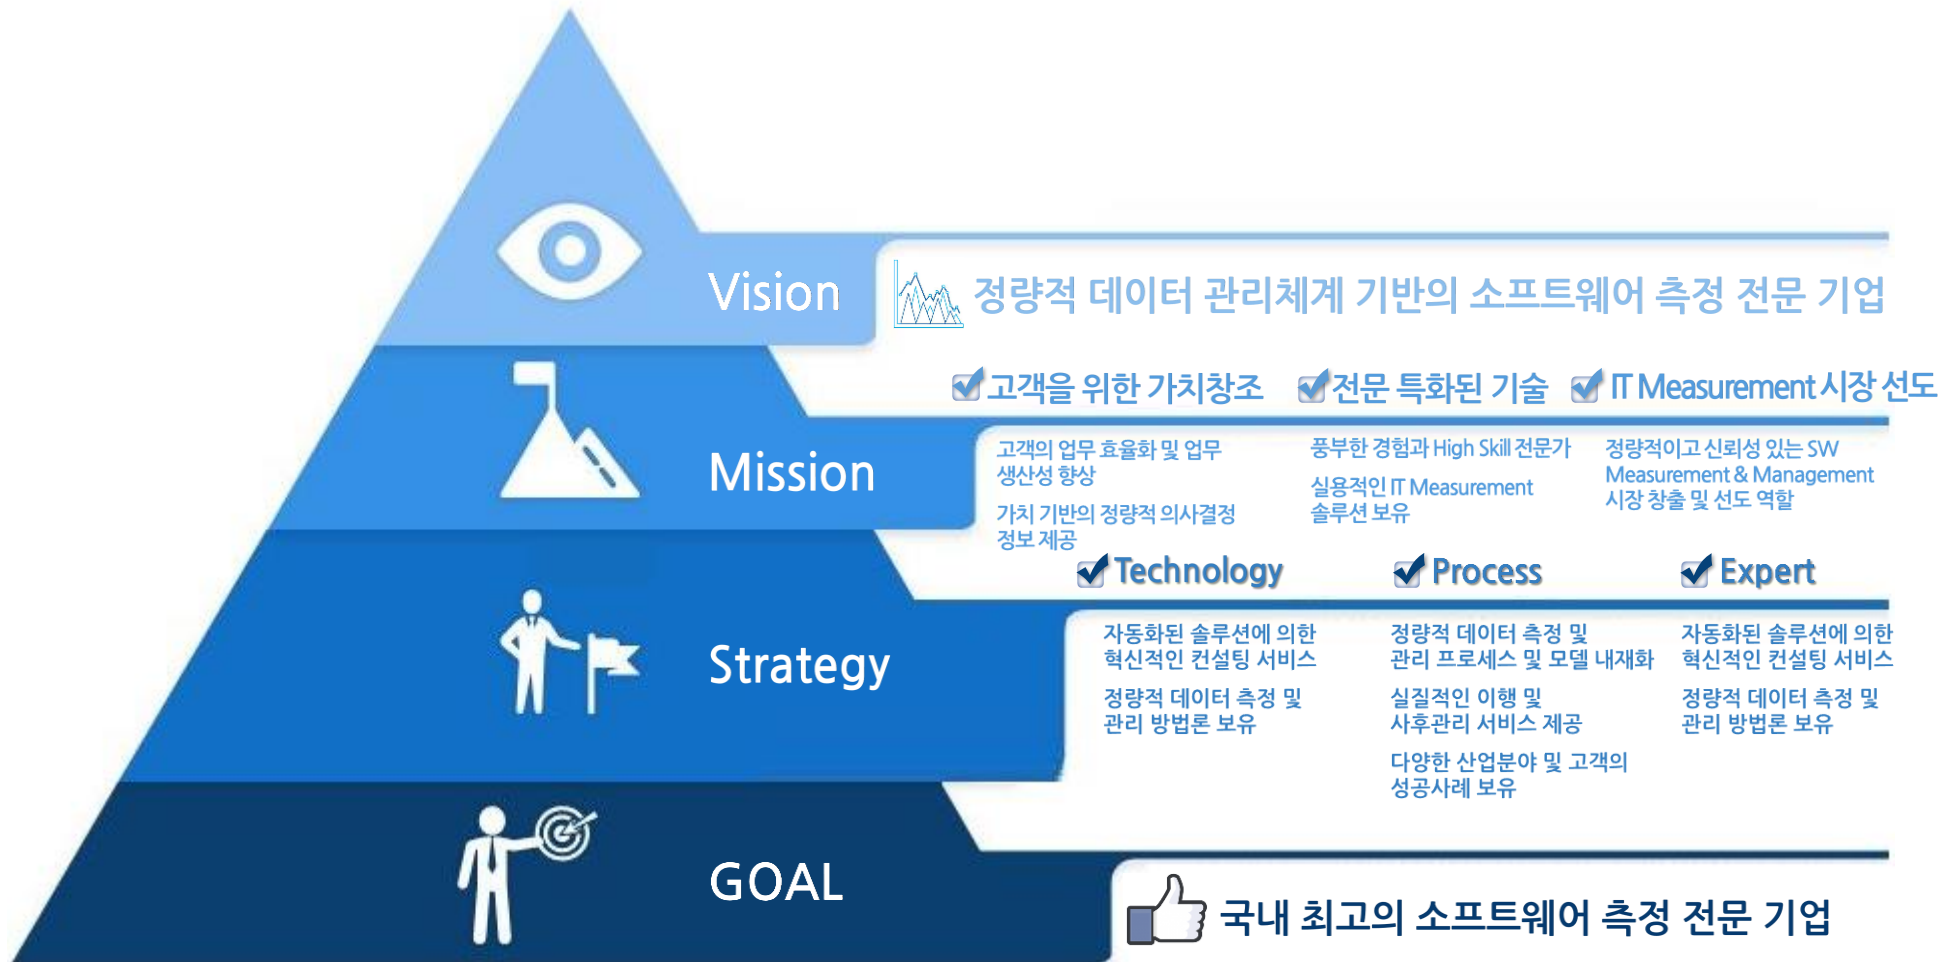 Vision
정량적 데이터 관리체계 기반의 소프트웨어 측정 전문 기업
Mission
고객을 위한 가치창조
고객의 업무 효율화 및 업무
생산성 향상
가치 기반의 정량적 의사결정
정보 제공
전문 특화된 기술
풍부한 경험과 High Skill 전문가
실용적인 IT Measurement
솔루션 보유
IT Measurement 시장 선도
정량적이고 신뢰성 있는 SW
Measurement & Management
시장 창출 및 선도 역할
Strategy
Technology
자동화된 솔루션에 의한
혁신적인 컨설팅 서비스
정량적 데이터 측정 및
관리 방법론 보유
Process
정량적 데이터 측정 및
관리 프로세스 및 모델 내재화
실질적인 이행 및
사후관리 서비스 제공
다양한 산업분야 및 고객의
성공사례 보유
Expert
자동화된 솔루션에 의한
혁신적인 컨설팅 서비스
정량적 데이터 측정 및
관리 방법론 보유
GOAL
국내 최고의 소프트웨어 측정 전문 기업